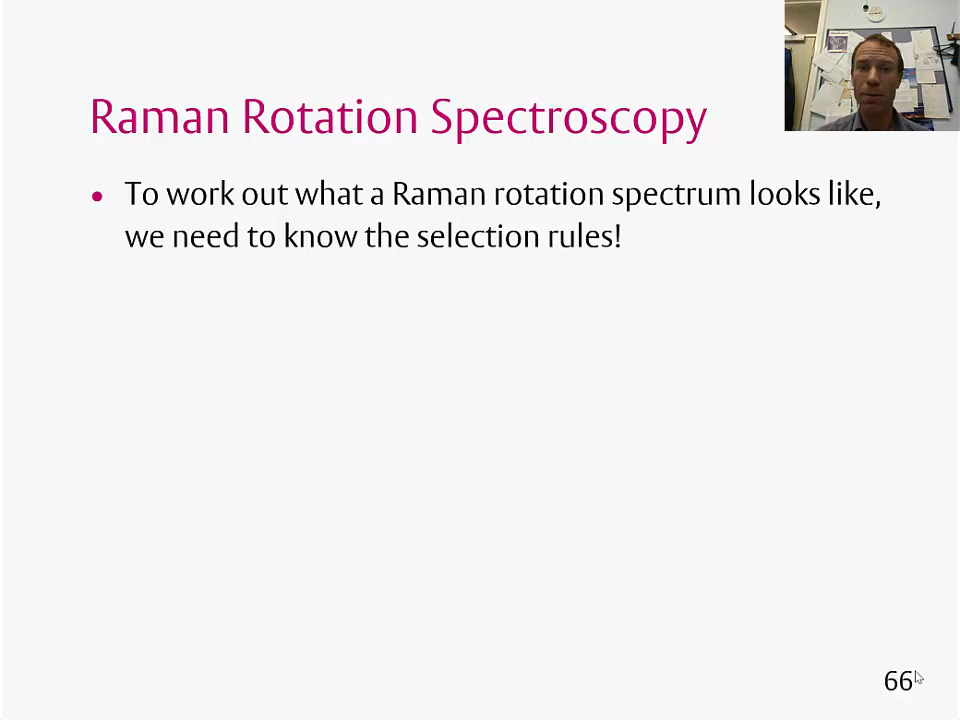 Raman Rotation Spectroscopy
• To work out what a Raman rotation spectrum looks like,
we need to know the selection rules!
66